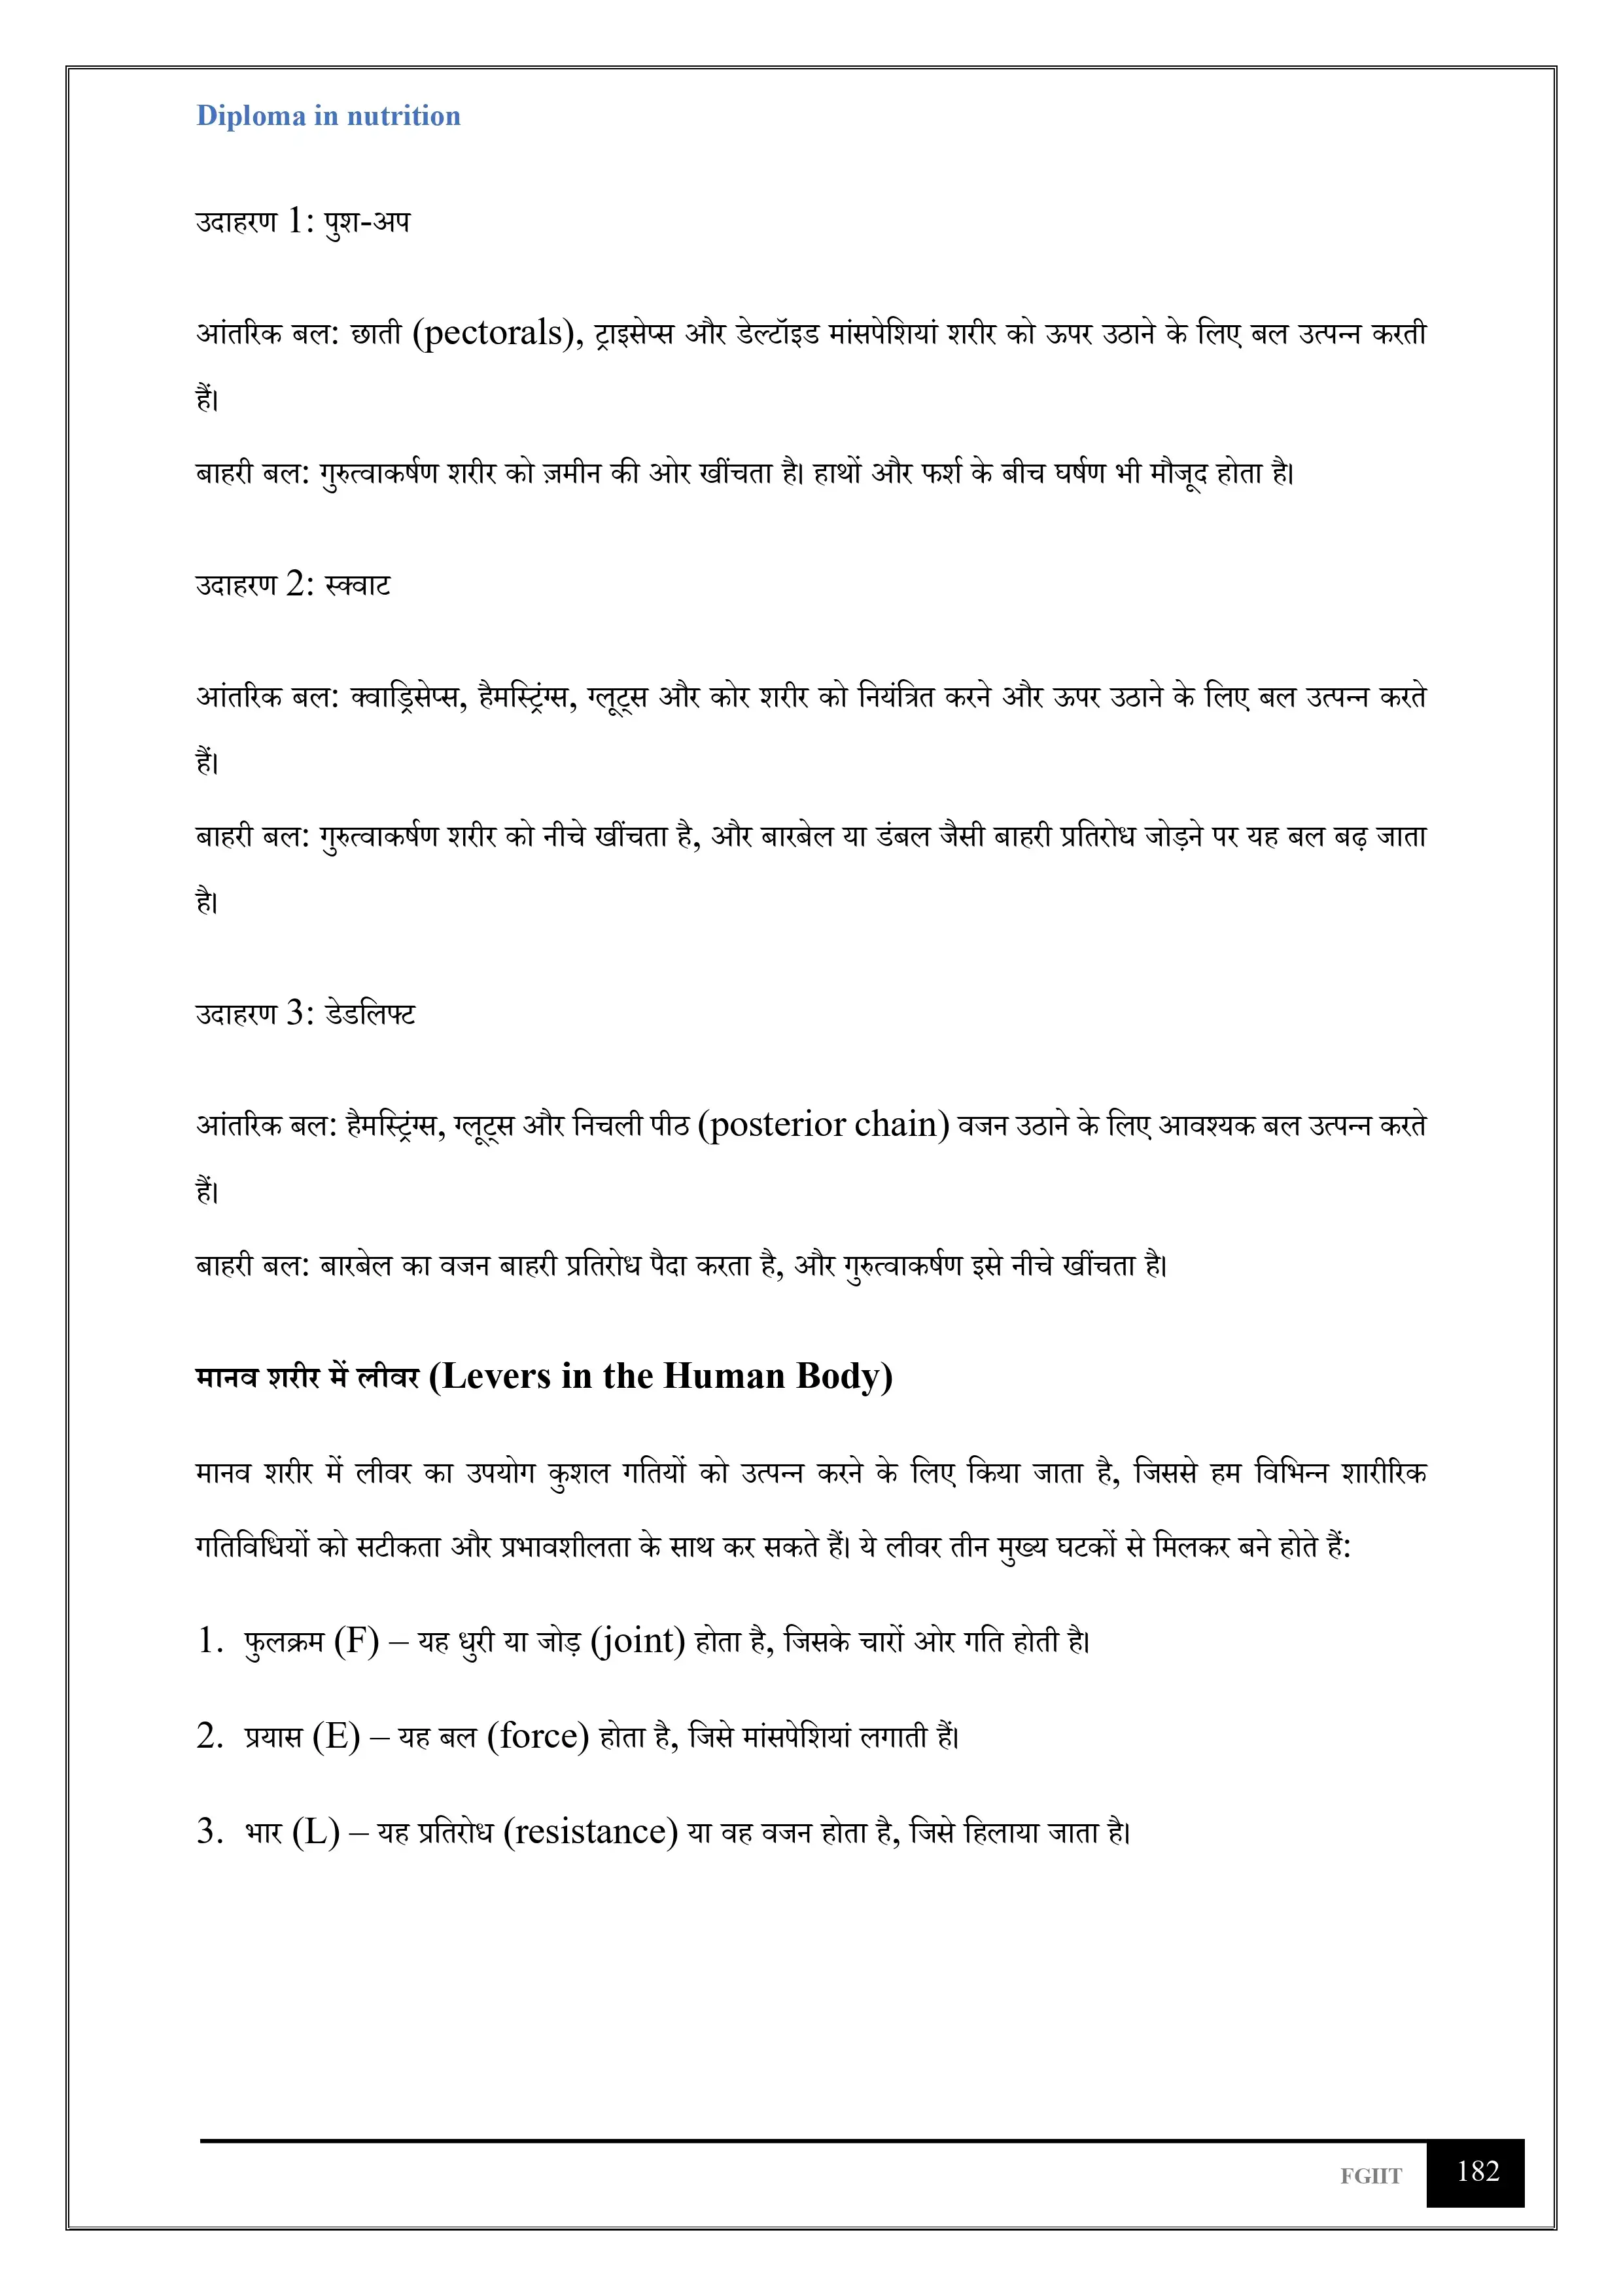 Diploma in nutrition
उदाहरण 1: पुश-अप
आंतरिक बल: छाती (pectorals), ट्राइसेप्स और डेल्टॉइड मांसपेशियां शरीर को ऊपर उठाने के लिए बल उत्पन्न करती
हैं।
बाहरी बल: गुरुत्वाकर्षण शरीर को ज़मीन की ओर खींचता है। हाथों और फर्श के बीच घर्षण भी मौजूद होता है।
उदाहरण 2: स्क्वाट
आंतरिक बल: क्वाड्रिसेप्स, हैमस्ट्रिंग्स, ग्लूट्स और कोर शरीर को नियंत्रित करने और ऊपर उठाने के लिए बल उत्पन्न करते
हैं।
बाहरी बल: गुरुत्वाकर्षण शरीर को नीचे खींचता है, और बारबेल या डंबल जैसी बाहरी प्रतिरोध जोड़ने पर यह बल बढ़ जाता
है।
उदाहरण 3: डेडलिफ्ट
आंतरिक बल: हैमस्ट्रिंग्स, ग्लूट्स और निचली पीठ (posterior chain) वजन उठाने के लिए आवश्यक बल उत्पन्न करते
हैं।
बाहरी बल: बारबेल का वजन बाहरी प्रतिरोध पैदा करता है, और गुरुत्वाकर्षण इसे नीचे खींचता है।
मानव शरीर में लीवर (Levers in the Human Body)
मानव शरीर में लीवर का उपयोग कुशल गतियों को उत्पन्न करने के लिए किया जाता है, जिससे हम विभिन्न शारीरिक
गतिविधियों को सटीकता और प्रभावशीलता के साथ कर सकते हैं। ये लीवर तीन मुख्य घटकों से मिलकर बने होते हैं:
1. फुलक्रम (F) – यह धुरी या जोड़ (joint) होता है, जिसके चारों ओर गति होती है।
2. प्रयास (E) – यह बल (force) होता है, जिसे मांसपेशियां लगाती हैं।
3. भार (L) – यह प्रतिरोध (resistance) या वह वजन होता है, जिसे हिलाया जाता है।
FGIIT 182